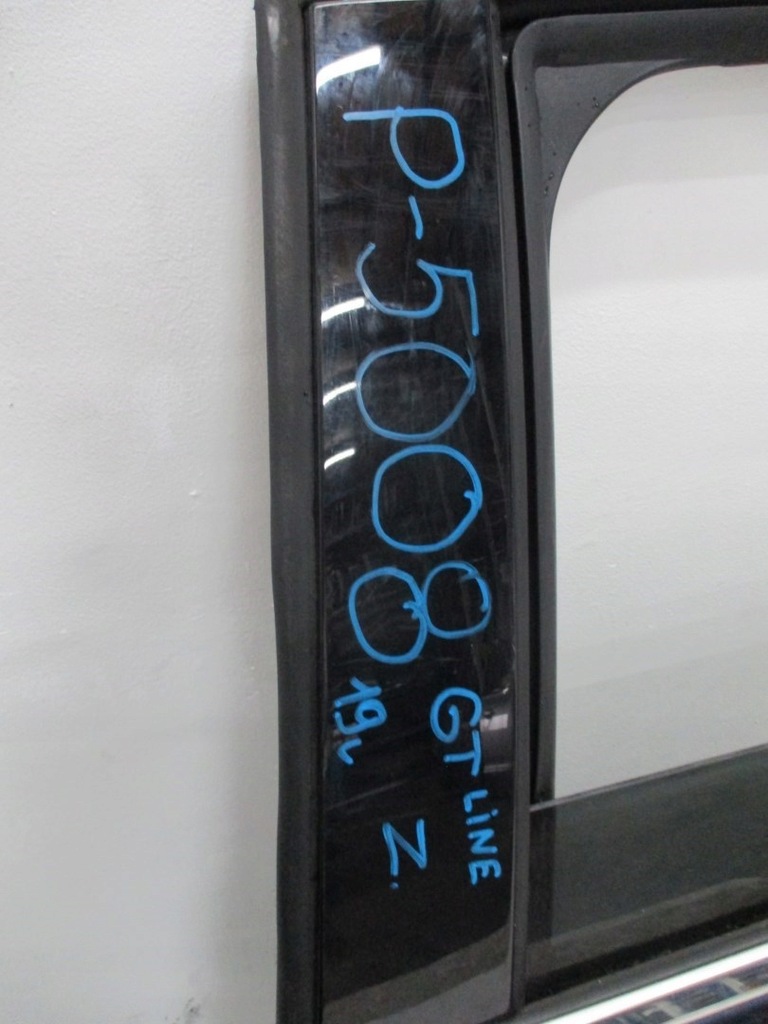 P-5008 GT LINE
19r Z.